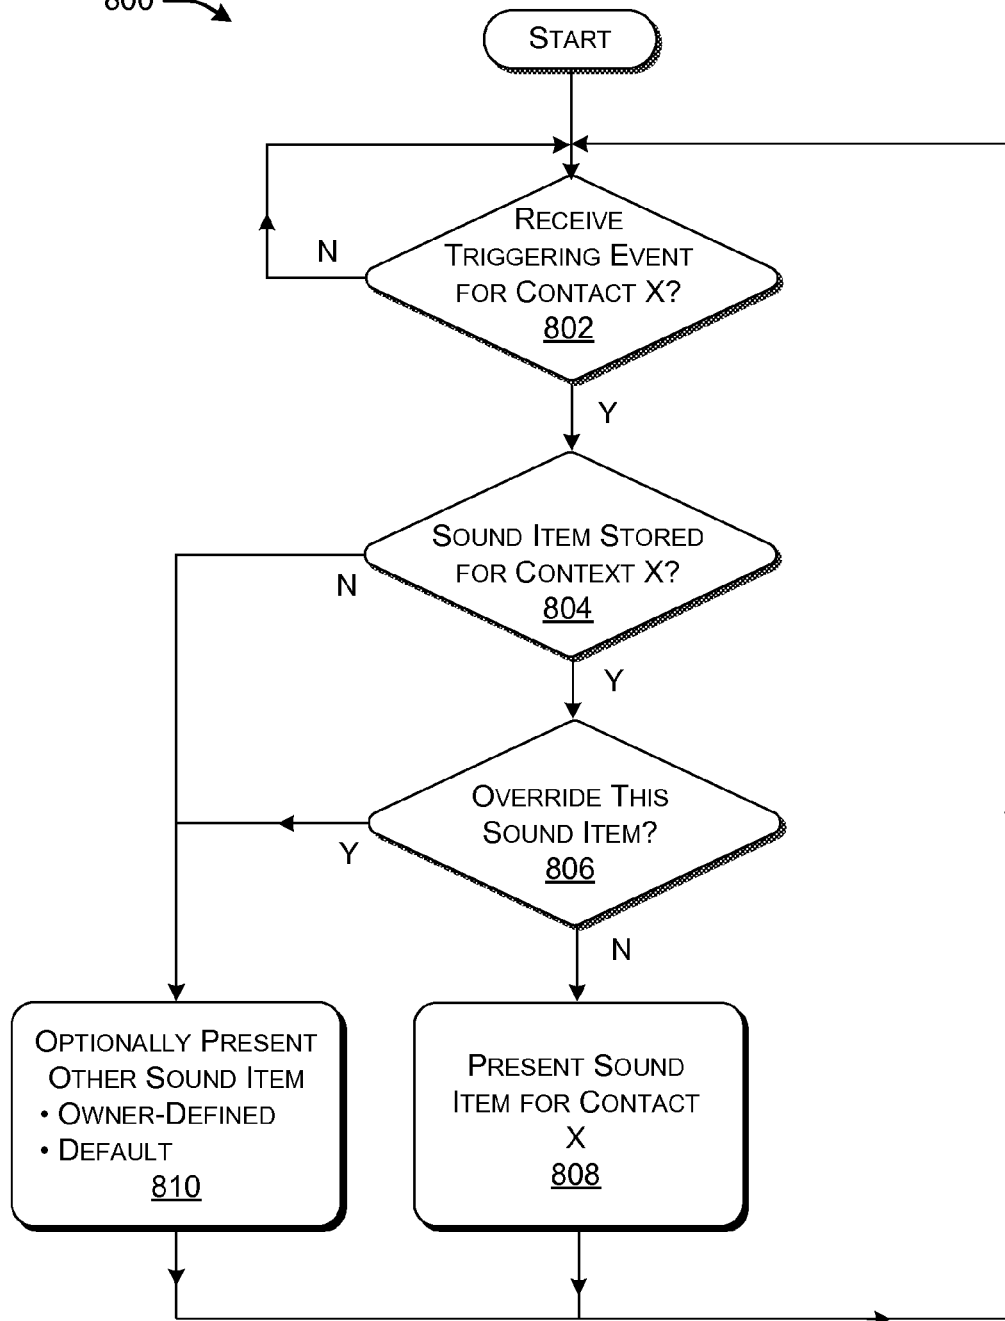 800
START
RECEIVE
TRIGGERING EVENT
FOR CONTACT X?
802
N
Y
SOUND ITEM STORED
FOR CONTEXT X?
804
N
Y
OVERRIDE THIS
SOUND ITEM?
806
Y
N
OPTIONALLY PRESENT
OTHER SOUND ITEM
• OWNER-DEFINED
• DEFAULT
810
PRESENT SOUND
ITEM FOR CONTACT
X
808